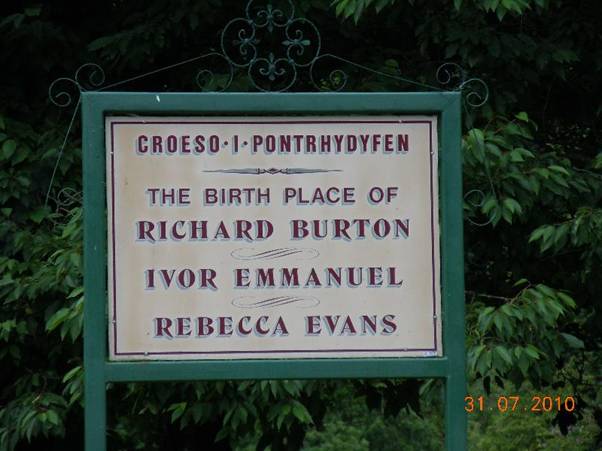 CROESO·I·PONTRHYDYFEN
THE BIRTH PLACE OF
RICHARD BURTON
IVOR EMMANUEL
REBECCA EVANS
31.07.2010